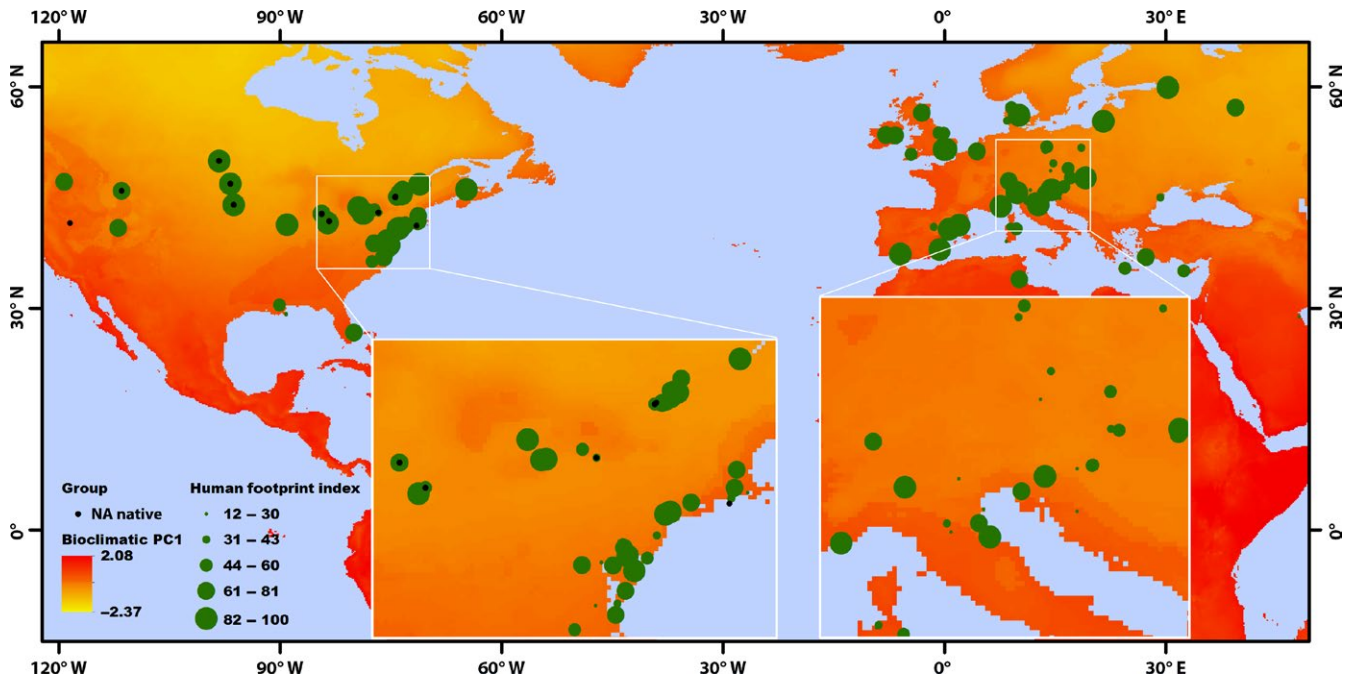 120° W 90° W 60° W 30° W 0° 30° E
60° N 60° N
30° N 30° N
0° 0°
Group
NA native
Bioclimatic PC1
2.08
−2.37
Human footprint index
12 – 30
31 – 43
44 – 60
61 – 81
82 – 100
120° W 90° W 60° W 30° W 0° 30° E